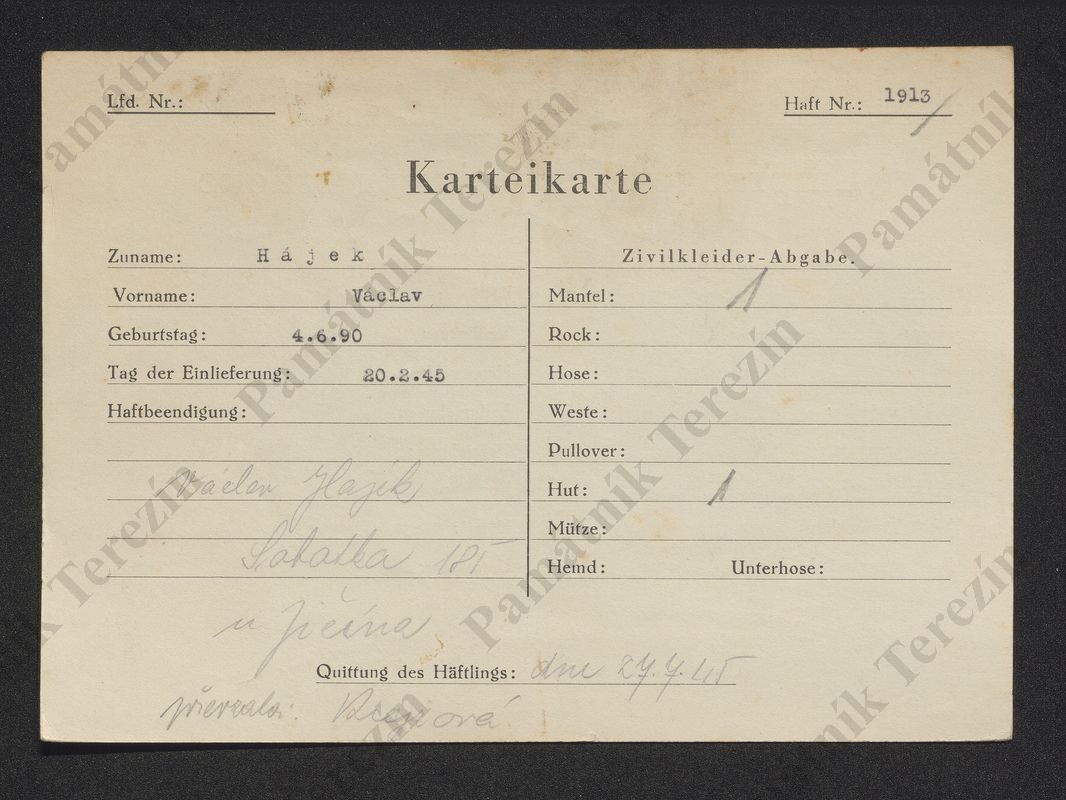 Lfd. Nr.:
Haft Nr.: 1913
Karteikarte
Zuname: Hájek
Vorname: Václav
Geburtstag: 4.6.90
Tag der Einlieferung: 20.2.45
Haftbeendigung:
Václav Hájek
Sobotka 185
u Jičína
Zivilkleider-Abgabe.
Mantel: 1
Rock:
Hose:
Weste:
Pullover:
Hut: 1
Mütze:
Hemd: Unterhose:
Quittung des Häftlings: dne 27.7.45
Památník Terezín